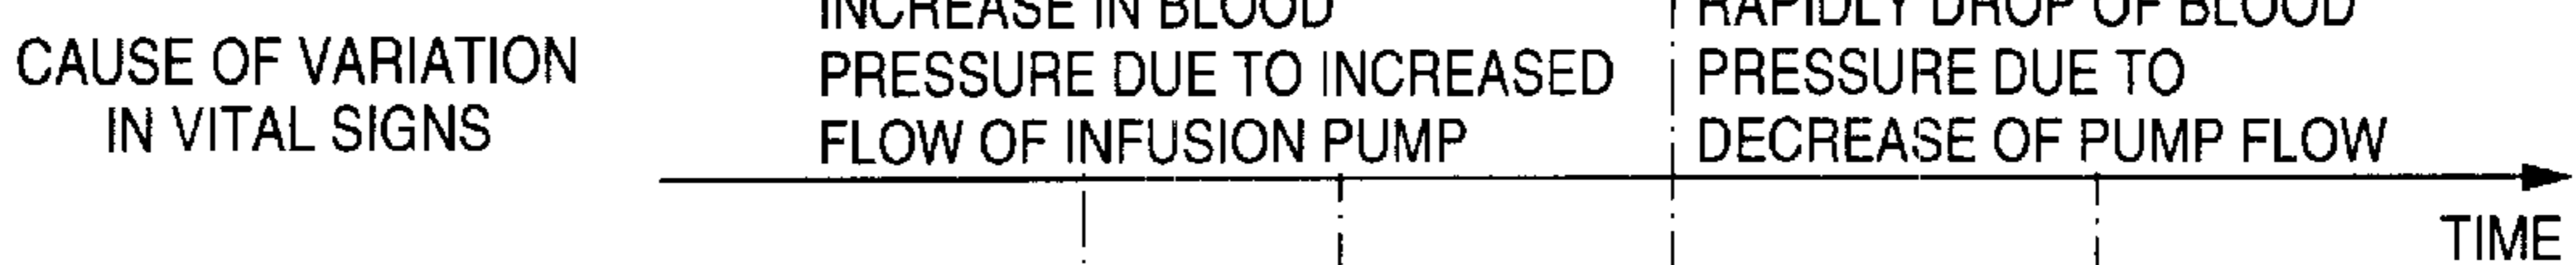 CAUSE OF VARIATION
IN VITAL SIGNS
INCREASE IN BLOOD
PRESSURE DUE TO INCREASED
FLOW OF INFUSION PUMP
RAPIDLY DROP OF BLOOD
PRESSURE DUE TO
DECREASE OF PUMP FLOW
TIME